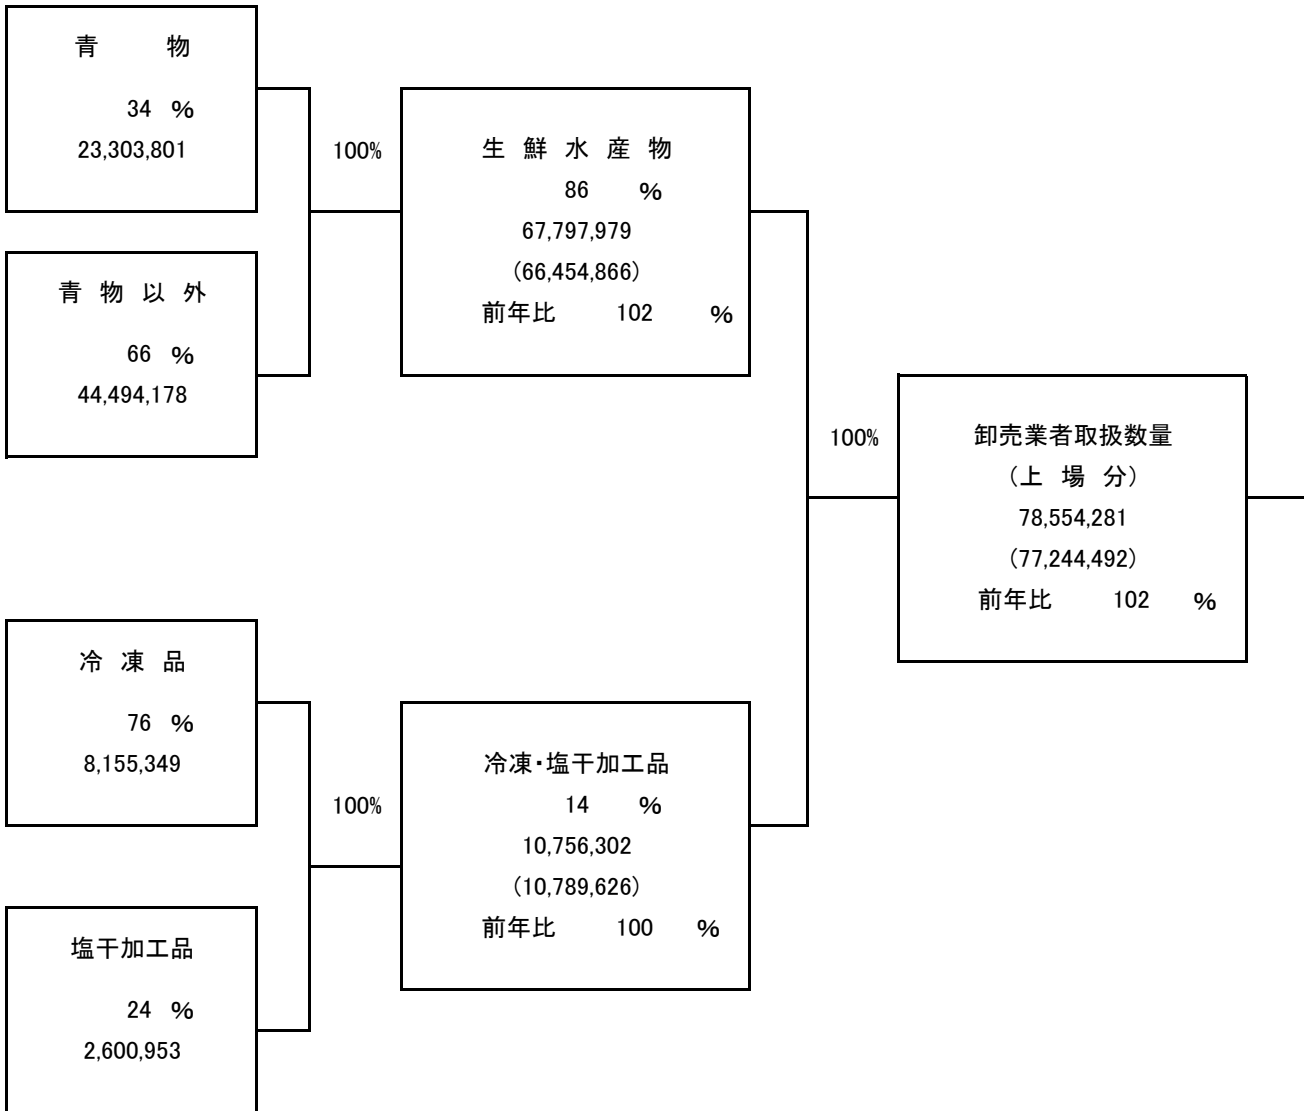 青 物
34 %
23,303,801
青 物 以 外
66 %
44,494,178
100%
生 鮮 水 産 物
86 %
67,797,979
(66,454,866)
前年比 102 %
冷 凍 品
76 %
8,155,349
塩干加工品
24 %
2,600,953
100%
冷凍・塩干加工品
14 %
10,756,302
(10,789,626)
前年比 100 %
100%
卸売業者取扱数量
(上 場 分)
78,554,281
(77,244,492)
前年比 102 %